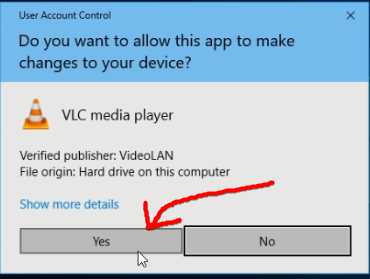 User Account Control
Do you want to allow this app to make
changes to your device?
VLC media player
Verified publisher: VideoLAN
File origin: Hard drive on this computer
Show more details
Yes
No